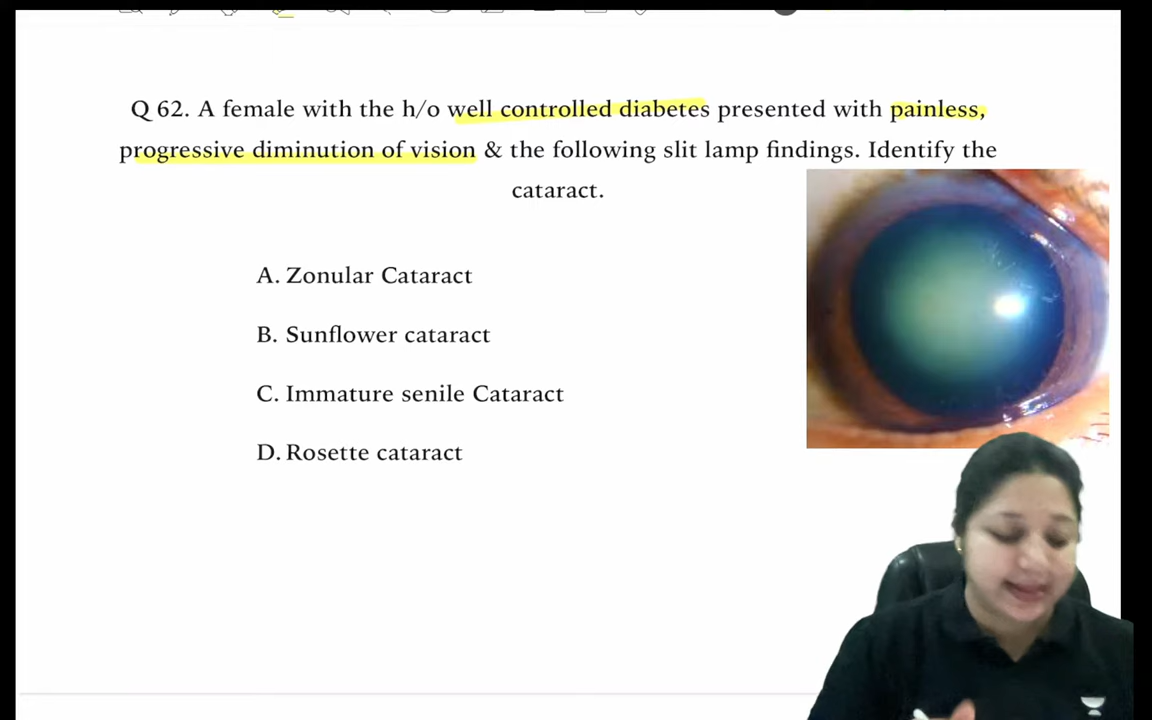 Q 62. A female with the h/o well controlled diabetes presented with painless,
progressive diminution of vision & the following slit lamp findings. Identify the
cataract.
A. Zonular Cataract
B. Sunflower cataract
C. Immature senile Cataract
D. Rosette cataract